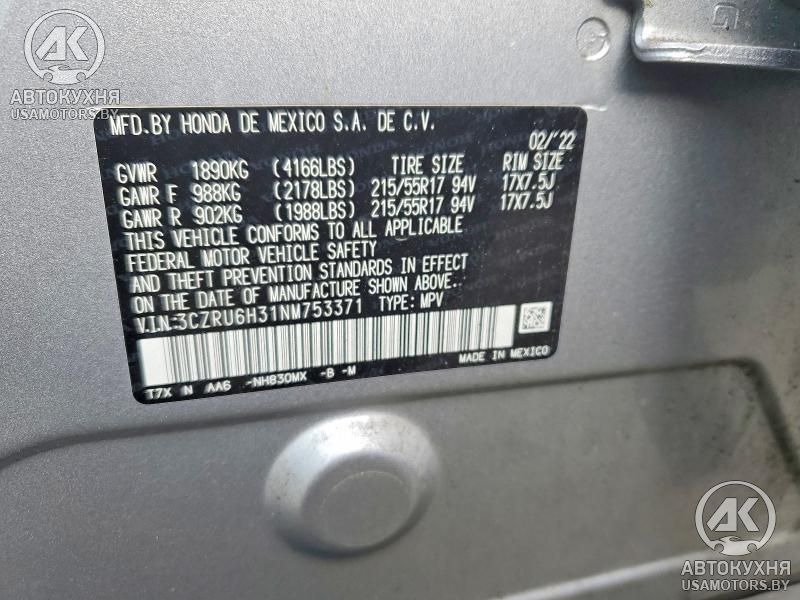 AK
АВТОКУХНЯ
USAMOTORS.BY
MFD.BY HONDA DE MEXICO S.A. DE C.V.
02/'22
GVWR 1890KG (4166LBS) TIRE SIZE RIM SIZE
GAWR F 988KG (2178LBS) 215/55R17 94V 17X7.5J
GAWR R 902KG (1988LBS) 215/55R17 94V 17X7.5J
THIS VEHICLE CONFORMS TO ALL APPLICABLE
FEDERAL MOTOR VEHICLE SAFETY
AND THEFT PREVENTION STANDARDS IN EFFECT
ON THE DATE OF MANUFACTURE SHOWN ABOVE.
V.I.N:3CZRU6H31NM753371 TYPE: MPV
MADE IN MEXICO
T7X N AA6 -NH830MX -B -M
AK
АВТОКУХНЯ
USAMOTORS.BY